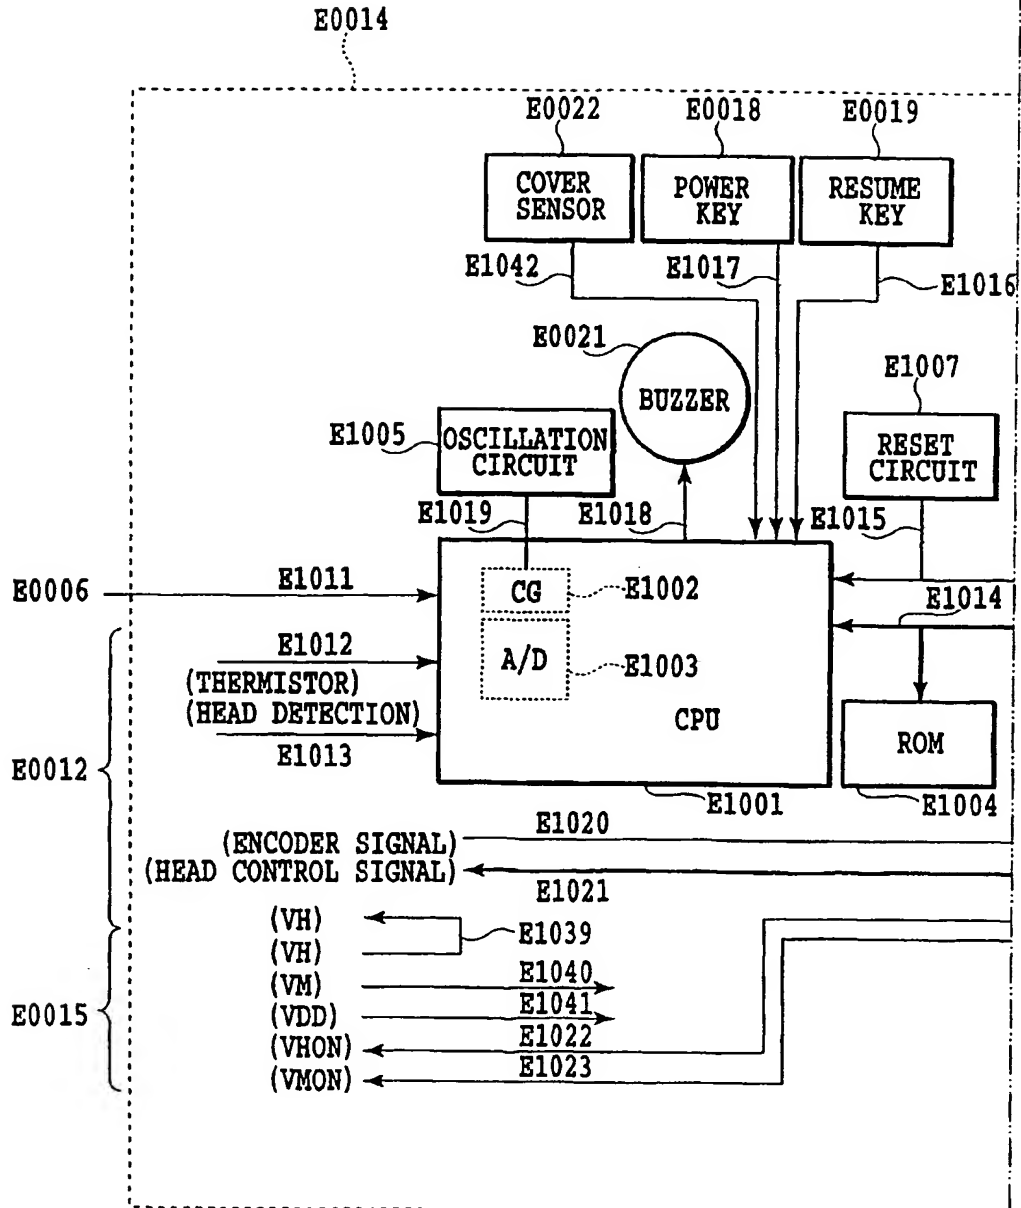 E0014
E0022
E0018
E0019
COVER
SENSOR
POWER
KEY
RESUME
KEY
E1042
E1017
E1016
E0021
BUZZER
E1007
E1005
OSCILLATION
CIRCUIT
RESET
CIRCUIT
E1019
E1018
E1015
E0006
E1011
CG
E1002
E1014
E1012
A/D
E1003
(THERMISTOR)
(HEAD DETECTION)
CPU
ROM
E1013
E0012
E1001
E1004
E1020
(ENCODER SIGNAL)
(HEAD CONTROL SIGNAL)
E1021
(VH)
E1039
(VH)
E1040
(VM)
E1041
E0015
(VDD)
E1022
(VHON)
E1023
(VMON)